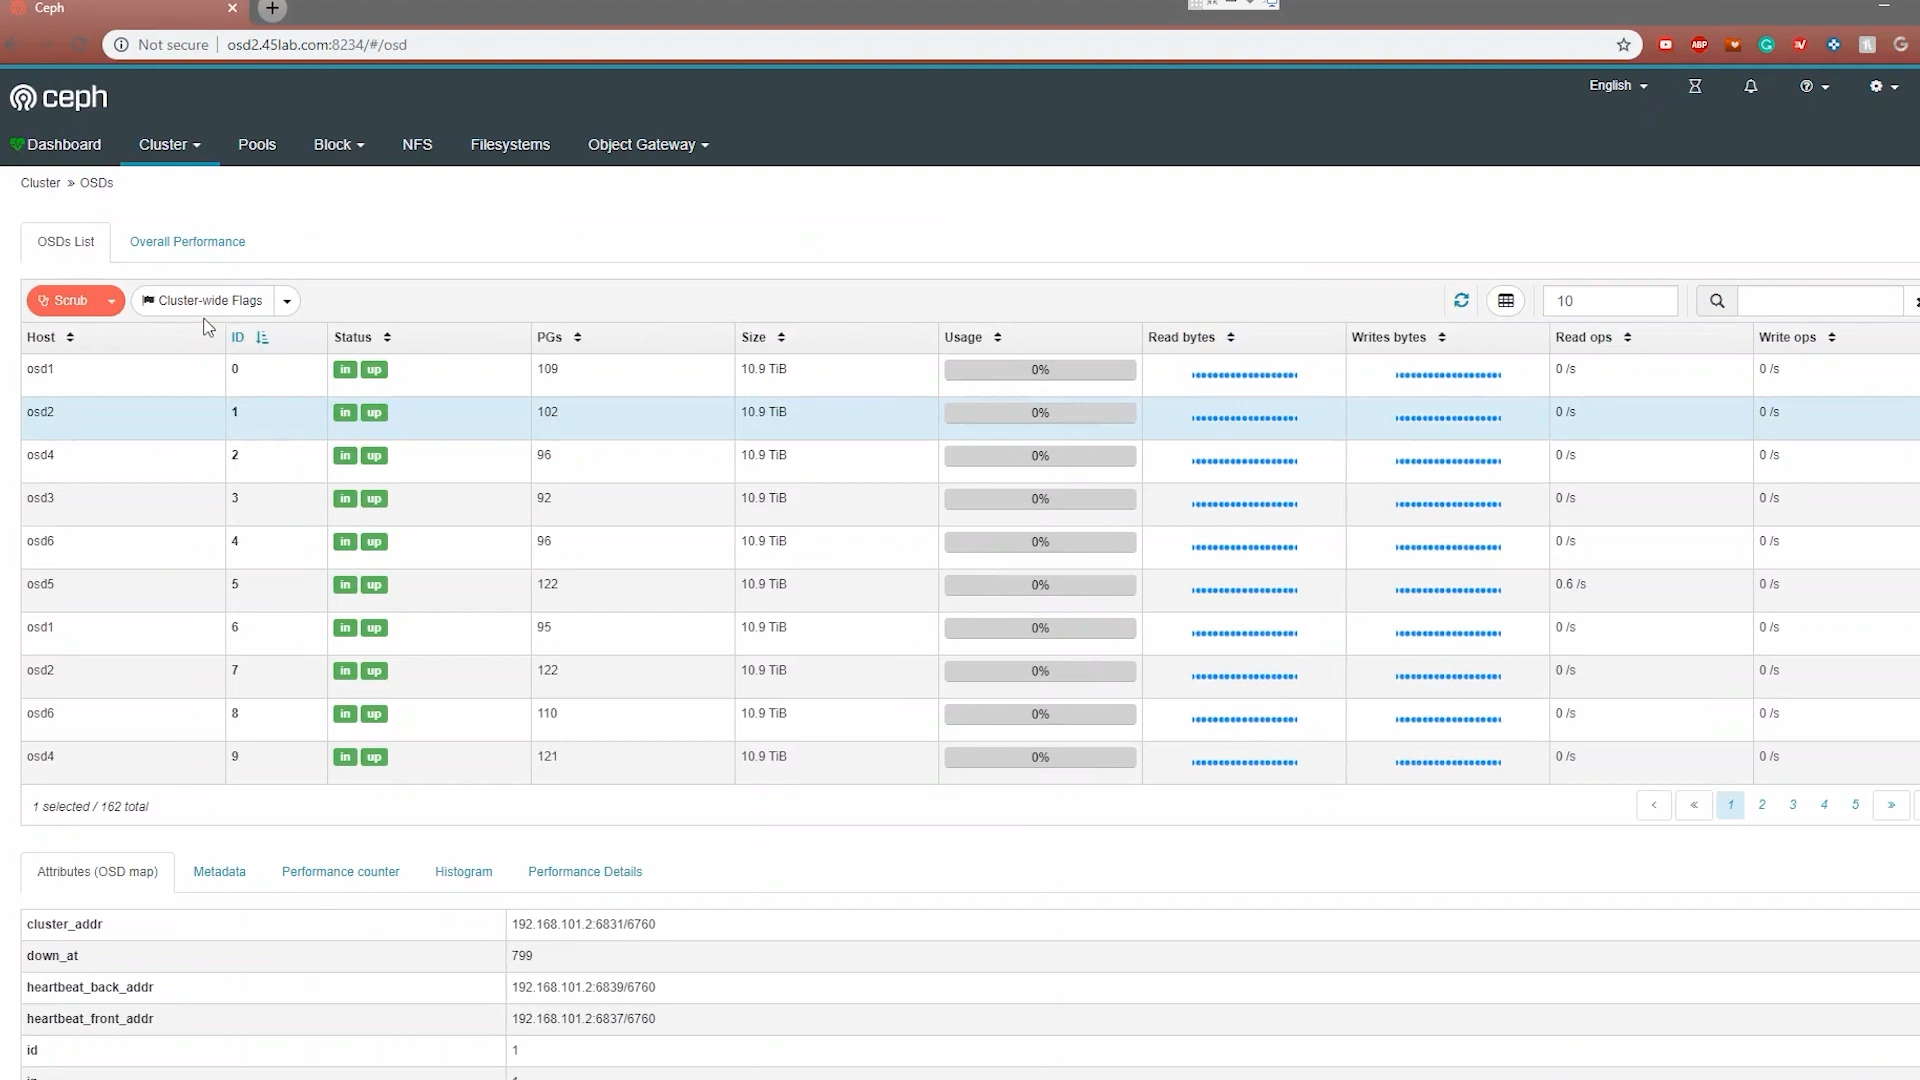 Ceph
Not secure osd2.45lab.com:8234/#/osd
ABP
ceph
English
Dashboard Cluster Pools Block NFS Filesystems Object Gateway
Cluster » OSDs
OSDs List Overall Performance
Scrub Cluster-wide Flags 10
Host ID Status PGs Size Usage Read bytes Writes bytes Read ops Write ops
osd1 0 in up 109 10.9 TiB 0% 0 /s 0 /s
osd2 1 in up 102 10.9 TiB 0% 0 /s 0 /s
osd4 2 in up 96 10.9 TiB 0% 0 /s 0 /s
osd3 3 in up 92 10.9 TiB 0% 0 /s 0 /s
osd6 4 in up 96 10.9 TiB 0% 0 /s 0 /s
osd5 5 in up 122 10.9 TiB 0% 0.6 /s 0 /s
osd1 6 in up 95 10.9 TiB 0% 0 /s 0 /s
osd2 7 in up 122 10.9 TiB 0% 0 /s 0 /s
osd6 8 in up 110 10.9 TiB 0% 0 /s 0 /s
osd4 9 in up 121 10.9 TiB 0% 0 /s 0 /s
1 selected / 162 total ‹ « 1 2 3 4 5 »
Attributes (OSD map) Metadata Performance counter Histogram Performance Details
cluster_addr 192.168.101.2:6831/6760
down_at 799
heartbeat_back_addr 192.168.101.2:6839/6760
heartbeat_front_addr 192.168.101.2:6837/6760
id 1